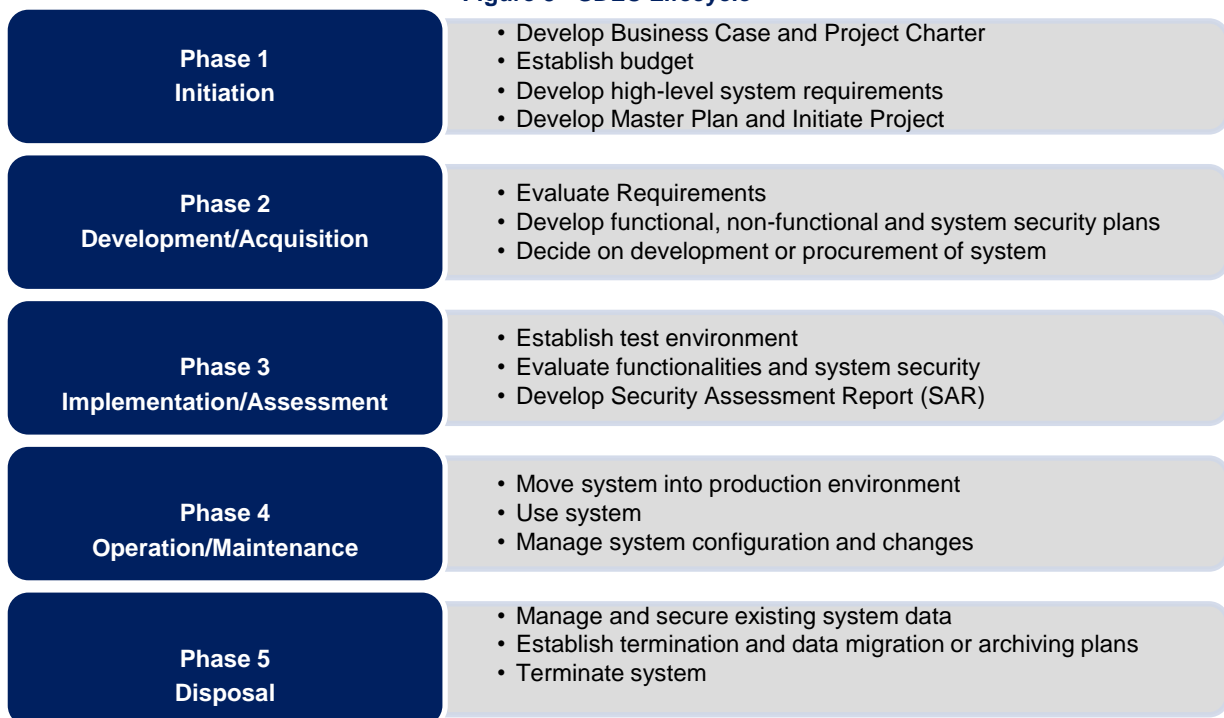 Figure SDLC Lifecycle
Phase 1
Initiation
• Develop Business Case and Project Charter
• Establish budget
• Develop high-level system requirements
• Develop Master Plan and Initiate Project
Phase 2
Development/Acquisition
• Evaluate Requirements
• Develop functional, non-functional and system security plans
• Decide on development or procurement of system
Phase 3
Implementation/Assessment
• Establish test environment
• Evaluate functionalities and system security
• Develop Security Assessment Report (SAR)
Phase 4
Operation/Maintenance
• Move system into production environment
• Use system
• Manage system configuration and changes
Phase 5
Disposal
• Manage and secure existing system data
• Establish termination and data migration or archiving plans
• Terminate system